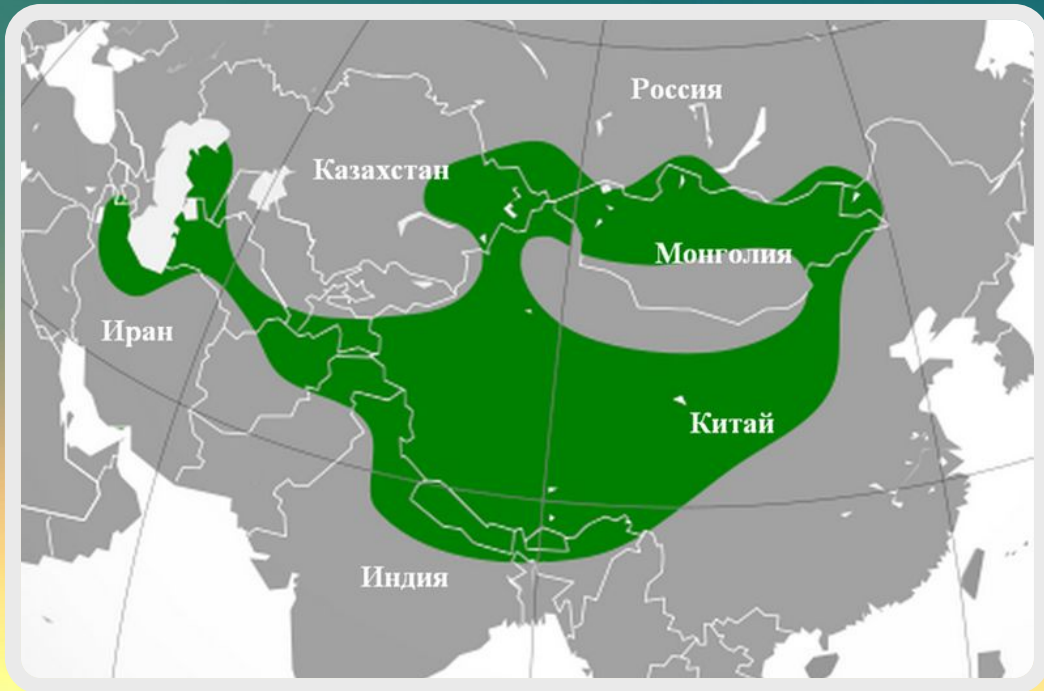 Россия
Казахстан
Монголия
Иран
Китай
Индия